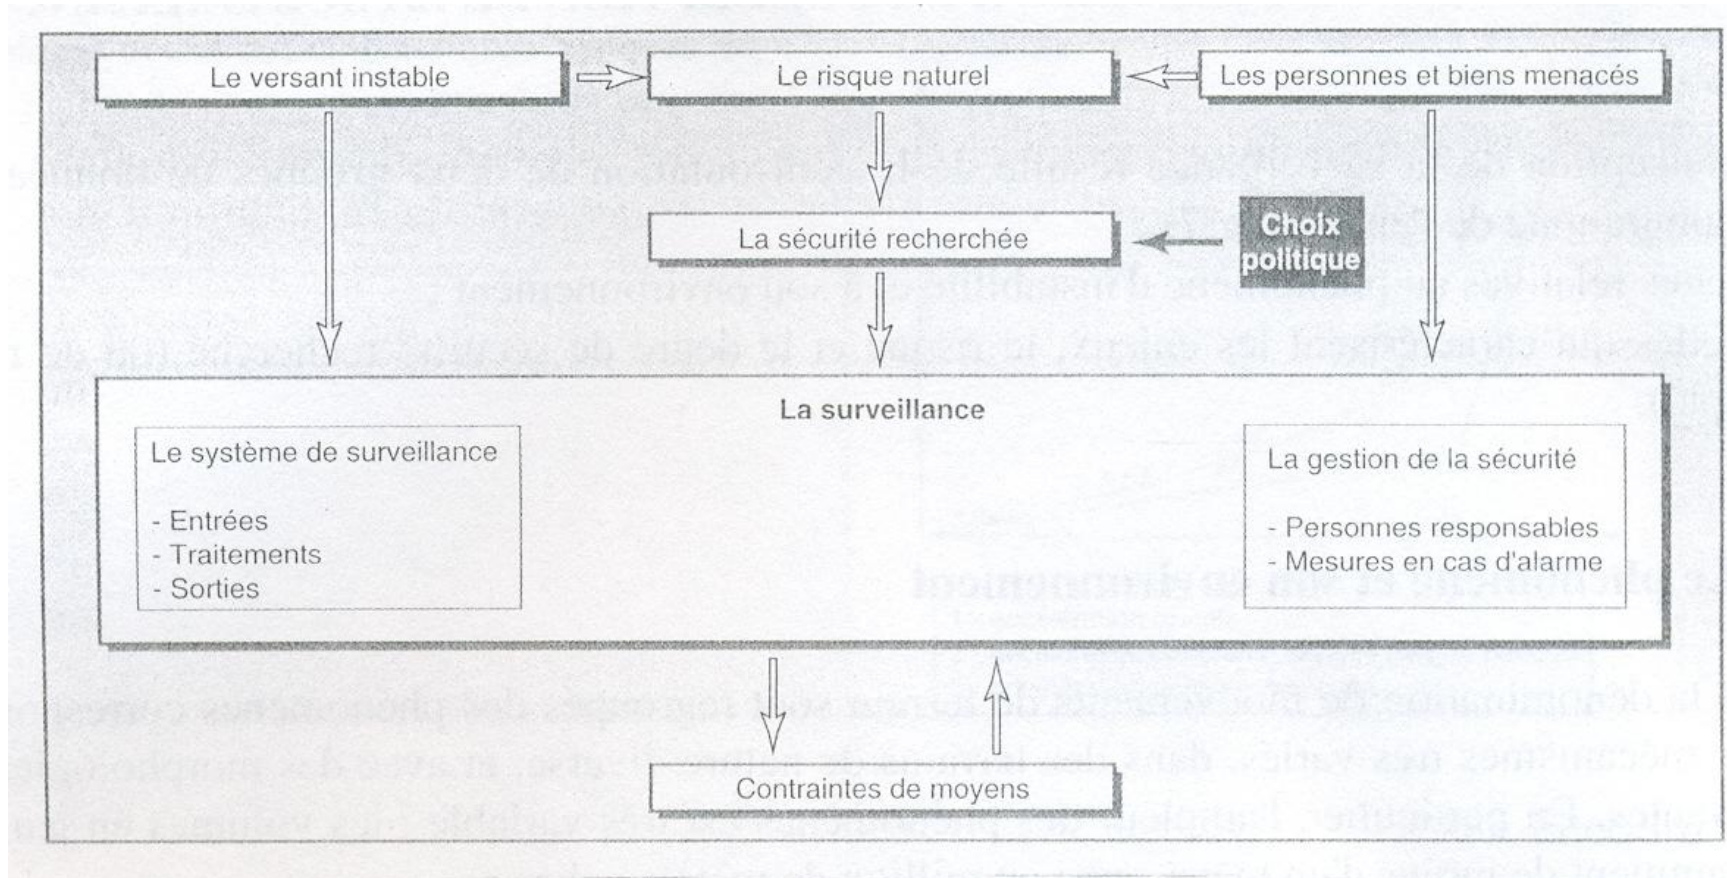 Le versant instable
Le risque naturel
Les personnes et biens menacés
La sécurité recherchée
Choix
politique
La surveillance
Le système de surveillance
- Entrées
- Traitements
- Sorties
La gestion de la sécurité
- Personnes responsables
- Mesures en cas d'alarme
Contraintes de moyens